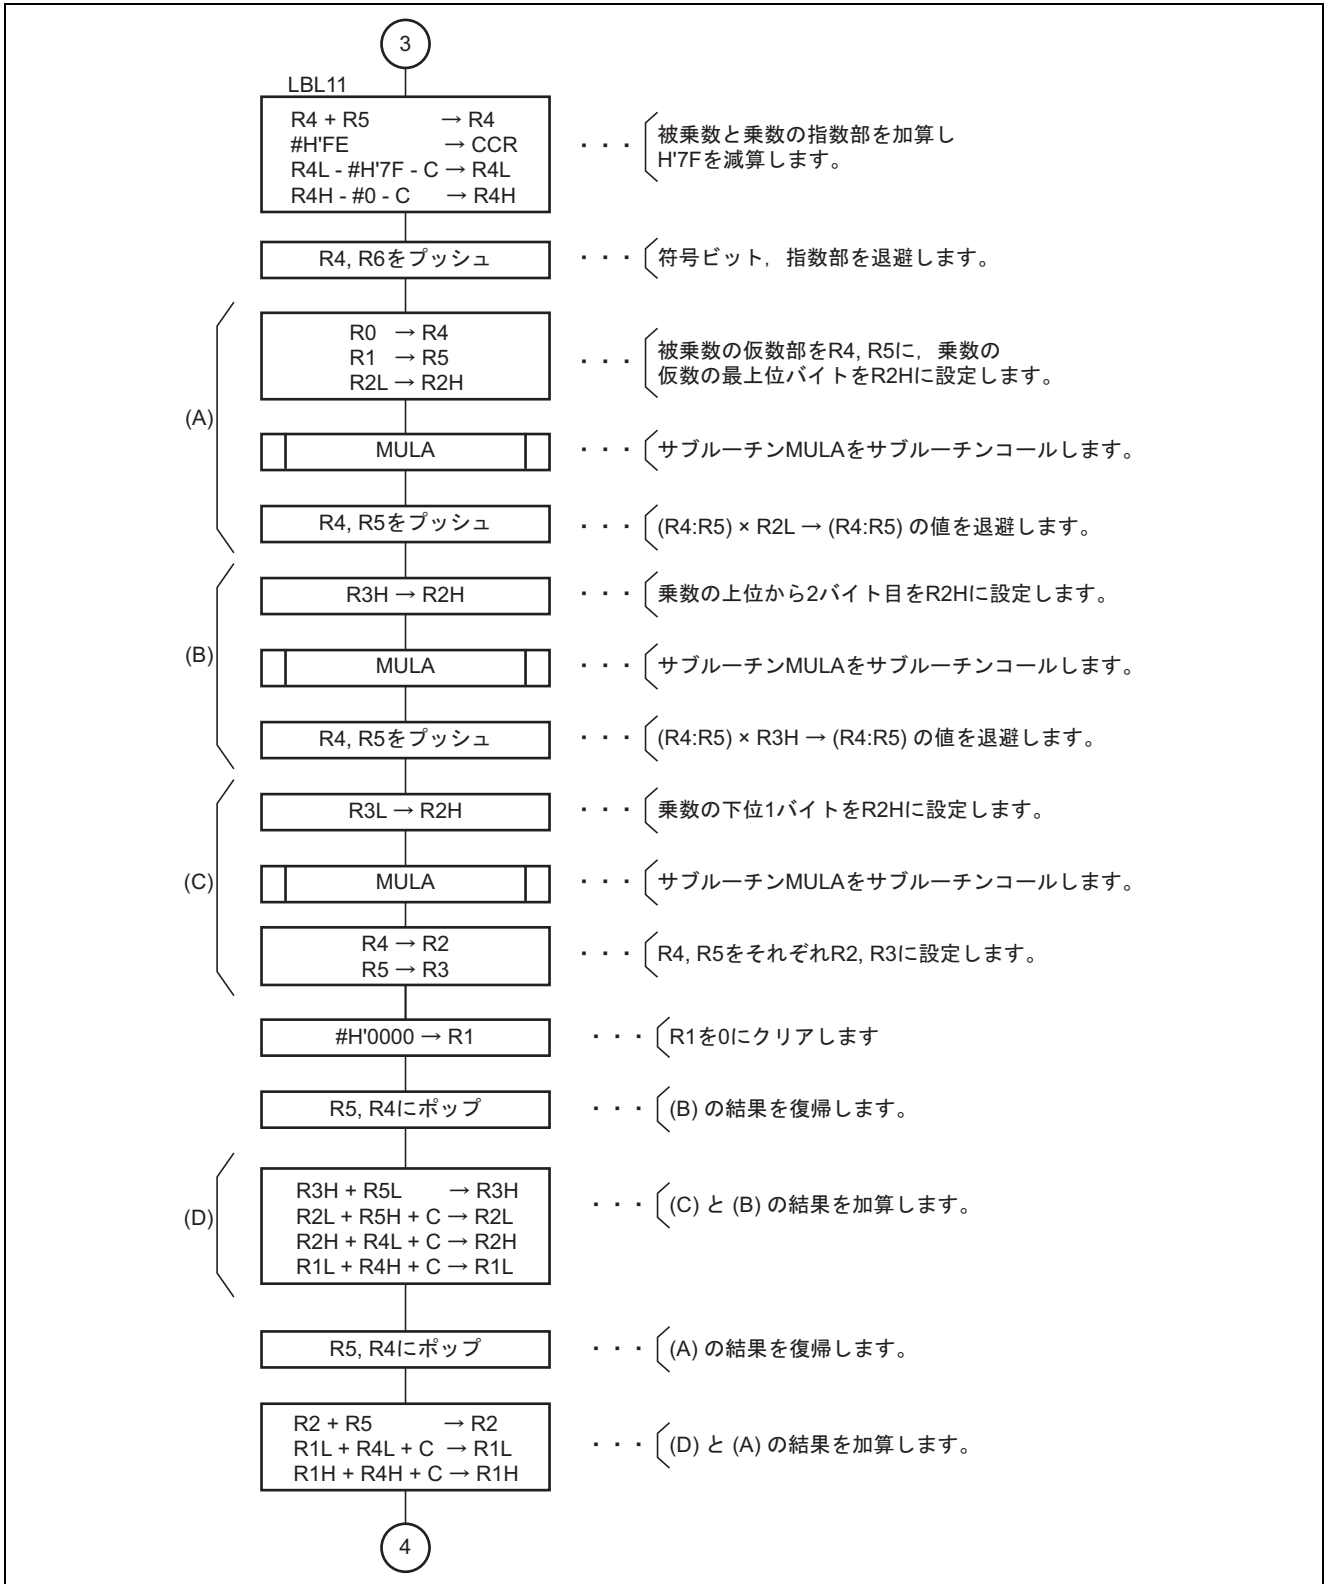 3
LBL11
R4 + R5 → R4
#H'FE → CCR
R4L - #H'7F - C → R4L
R4H - #0 - C → R4H
・・・ 被乗数と乗数の指数部を加算し
H'7Fを減算します。
R4, R6をプッシュ
・・・ 符号ビット，指数部を退避します。
(A)
R0 → R4
R1 → R5
R2L → R2H
・・・ 被乗数の仮数部をR4, R5に，乗数の
仮数の最上位バイトをR2Hに設定します。
MULA
・・・ サブルーチンMULAをサブルーチンコールします。
R4, R5をプッシュ
・・・ (R4:R5) × R2L → (R4:R5) の値を退避します。
(B)
R3H → R2H
・・・ 乗数の上位から2バイト目をR2Hに設定します。
MULA
・・・ サブルーチンMULAをサブルーチンコールします。
R4, R5をプッシュ
・・・ (R4:R5) × R3H → (R4:R5) の値を退避します。
(C)
R3L → R2H
・・・ 乗数の下位1バイトをR2Hに設定します。
MULA
・・・ サブルーチンMULAをサブルーチンコールします。
R4 → R2
R5 → R3
・・・ R4, R5をそれぞれR2, R3に設定します。
#H'0000 → R1
・・・ R1を0にクリアします
R5, R4にポップ
・・・ (B) の結果を復帰します。
(D)
R3H + R5L → R3H
R2L + R5H + C → R2L
R2H + R4L + C → R2H
R1L + R4H + C → R1L
・・・ (C) と (B) の結果を加算します。
R5, R4にポップ
・・・ (A) の結果を復帰します。
R2 + R5 → R2
R1L + R4L + C → R1L
R1H + R4H + C → R1H
・・・ (D) と (A) の結果を加算します。
4